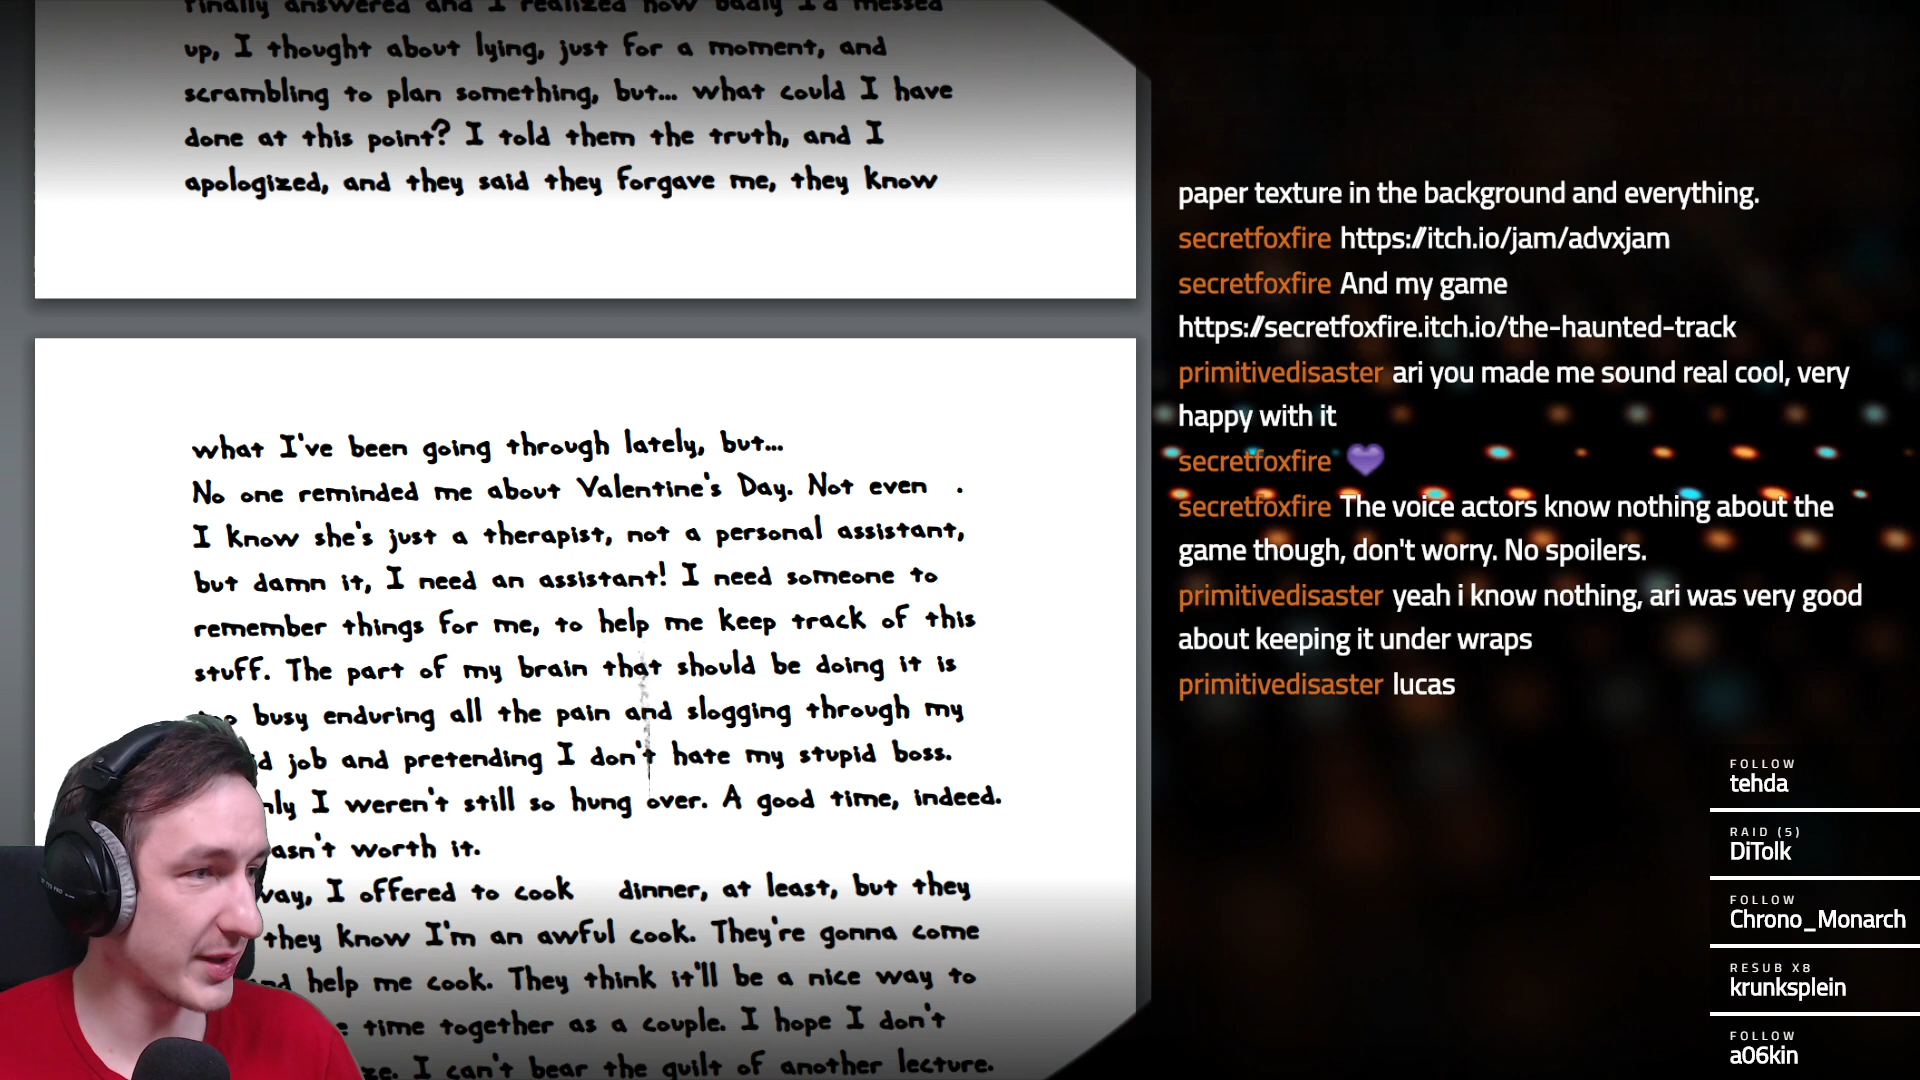 finally answered and I realized how badly I'd messed
up, I thought about lying, just for a moment, and
scrambling to plan something, but... what could I have
done at this point? I told them the truth, and I
apologized, and they said they forgave me, they know
what I've been going through lately, but...
No one reminded me about Valentine's Day. Not even .
I know she's just a therapist, not a personal assistant,
but damn it, I need an assistant! I need someone to
remember things for me, to help me keep track of this
stuff. The part of my brain that should be doing it is
busy enduring all the pain and slogging through my
job and pretending I don't hate my stupid boss.
I weren't still so hung over. A good time, indeed.
worth it.
I offered to cook dinner, at least, but they
they know I'm an awful cook. They're gonna come
help me cook. They think it'll be a nice way to
time together as a couple. I hope I don't
I can't bear the guilt of another lecture.
paper texture in the background and everything.
secretfoxfire https://itch.io/jam/advxjam
secretfoxfire And my game
https://secretfoxfire.itch.io/the-haunted-track
primitivedisaster ari you made me sound real cool, very
happy with it
secretfoxfire 💜
secretfoxfire The voice actors know nothing about the
game though, don't worry. No spoilers.
primitivedisaster yeah i know nothing, ari was very good
about keeping it under wraps
primitivedisaster lucas
FOLLOW
tehda
RAID (5)
DiTolk
FOLLOW
Chrono_Monarch
RESUB X8
krunksplein
FOLLOW
a06kin